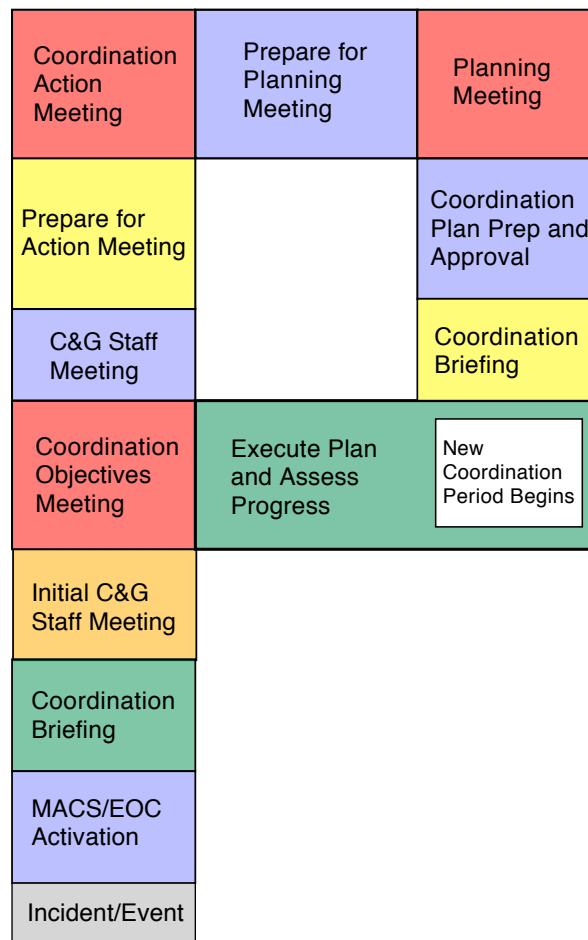 Coordination
Action
Meeting
Prepare for
Planning
Meeting
Planning
Meeting
Prepare for
Action Meeting
Coordination
Plan Prep and
Approval
C&G Staff
Meeting
Coordination
Briefing
Coordination
Objectives
Meeting
Execute Plan
and Assess
Progress
New
Coordination
Period Begins
Initial C&G
Staff Meeting
Coordination
Briefing
MACS/EOC
Activation
Incident/Event